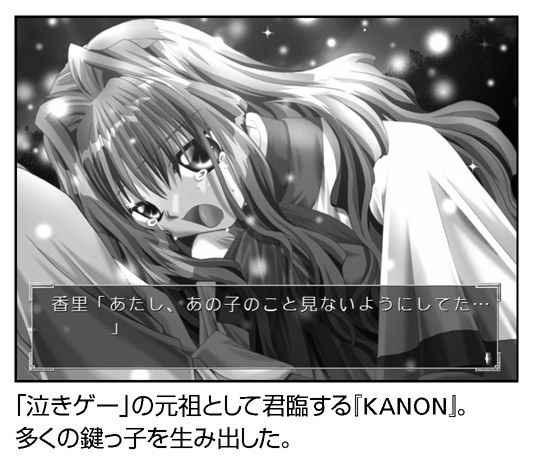 香里「あたし、あの子のこと見ないようにしてた…
」
「泣きゲー」の元祖として君臨する『KANON』。
多くの鍵っ子を生み出した。